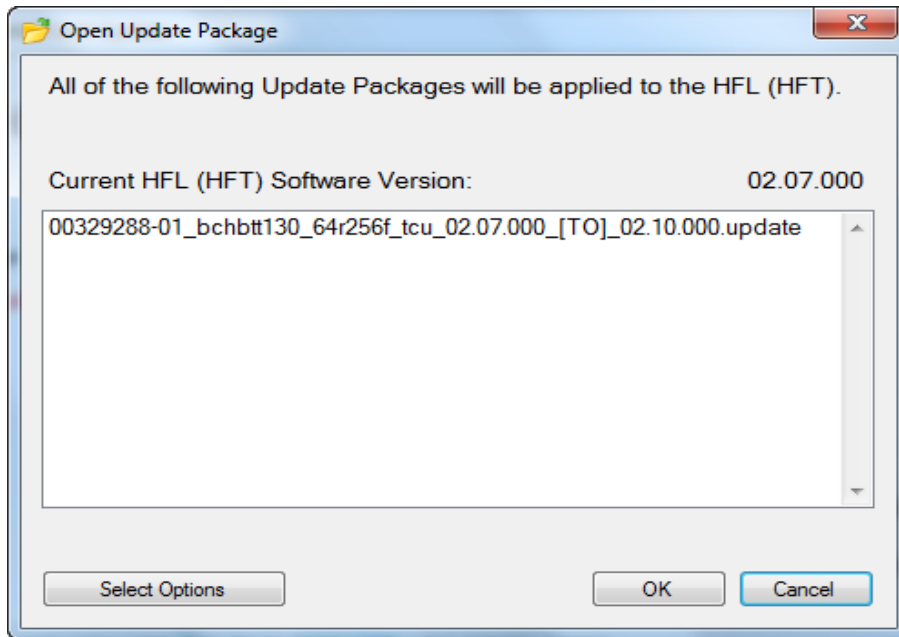 Open Update Package
All of the following Update Packages will be applied to the HFL (HFT).
Current HFL (HFT) Software Version: 02.07.000
00329288-01_bchbtt130_64r256f_tcu_02.07.000_[TO]_02.10.000.update
Select Options OK Cancel